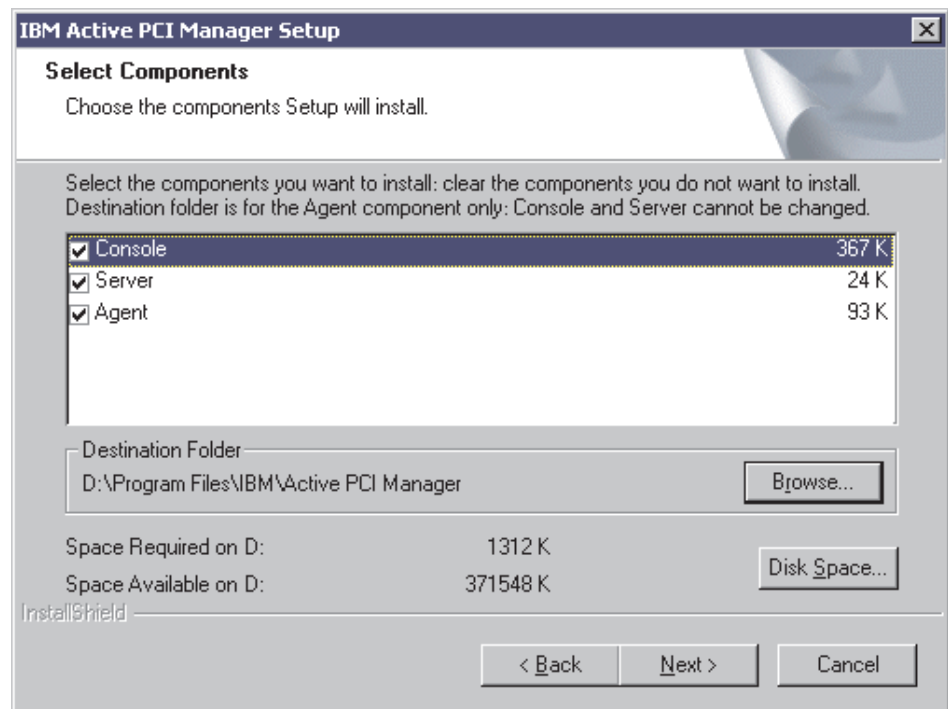 IBM Active PCI Manager Setup
Select Components
Choose the components Setup will install.
Select the components you want to install: clear the components you do not want to install.
Destination folder is for the Agent component only: Console and Server cannot be changed.
Console 367 K
Server 24 K
Agent 93 K
Destination Folder
D:\Program Files\IBM\Active PCI Manager
Browse...
Space Required on D: 1312 K
Space Available on D: 371548 K
Disk Space...
InstallShield
< Back Next > Cancel